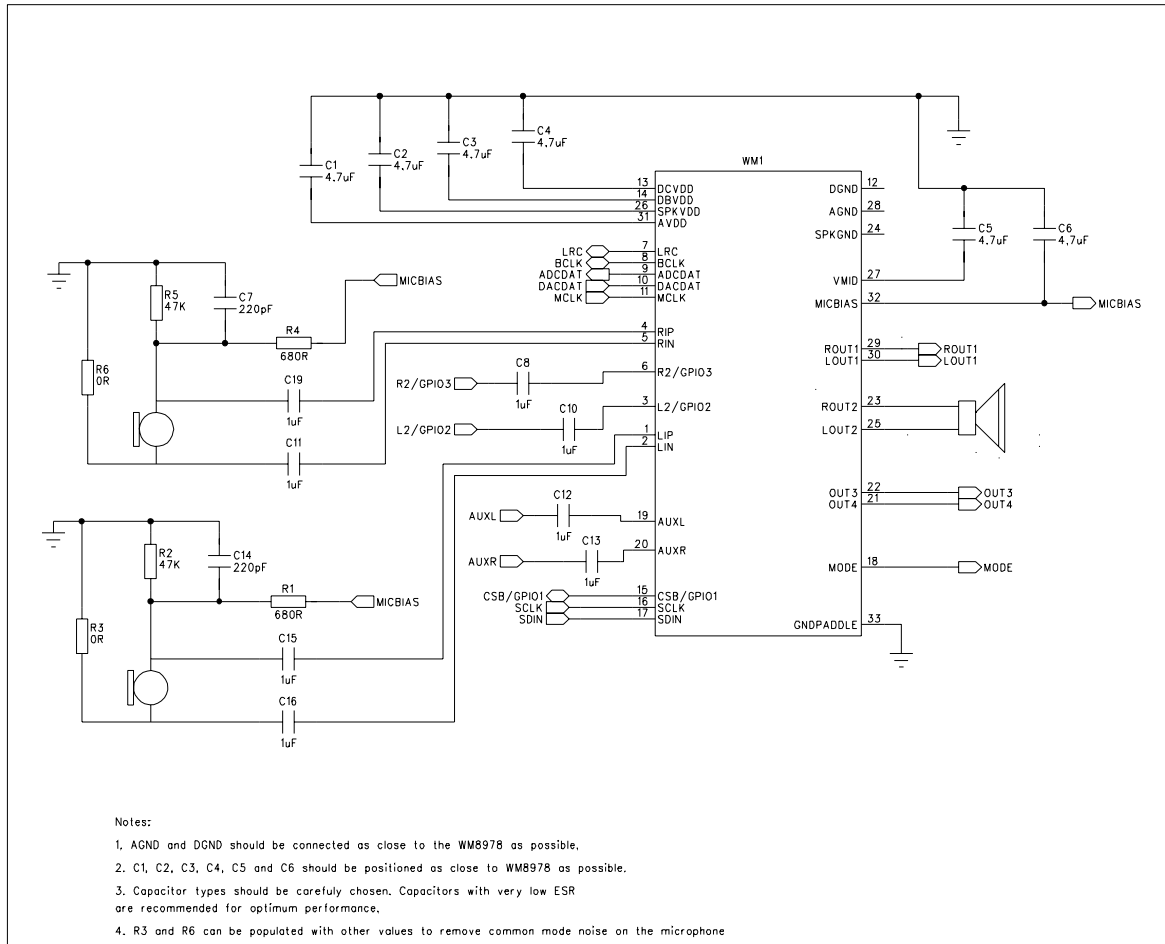 C4
4.7uF
C3
4.7uF
C2
4.7uF
C1
4.7uF
WM1
13 DCVDD
14 DBVDD
26 SPKVDD
31 AVDD
LRC 7 LRC
BCLK 8 BCLK
ADCDAT 9 ADCDAT
DACDAT 10 DACDAT
MCLK 11 MCLK
4 RIP
5 RIN
R2/GPIO3 C8 1uF 6 R2/GPIO3
L2/GPIO2 C10 1uF 3 L2/GPIO2
1 LIP
2 LIN
AUXL C12 1uF 19 AUXL
AUXR C13 1uF 20 AUXR
CSB/GPIO1 15 CSB/GPIO1
SCLK 16 SCLK
SDIN 17 SDIN
DGND 12
AGND 28
SPKGND 24
VMID 27
MICBIAS 32 MICBIAS
C5
4.7uF
C6
4.7uF
ROUT1 29 ROUT1
LOUT1 30 LOUT1
ROUT2 23
LOUT2 25
OUT3 22 OUT3
OUT4 21 OUT4
MODE 18 MODE
GNDPADDLE 33
R5
47K
C7
220pF
MICBIAS
R4
680R
R6
0R
C19
1uF
C11
1uF
R2
47K
C14
220pF
R1
680R
MICBIAS
R3
0R
C15
1uF
C16
1uF
Notes:
1. AGND and DGND should be connected as close to the WM8978 as possible.
2. C1, C2, C3, C4, C5 and C6 should be positioned as close to WM8978 as possible.
3. Capacitor types should be carefuly chosen. Capacitors with very low ESR
are recommended for optimum performance.
4. R3 and R6 can be populated with other values to remove common mode noise on the microphone